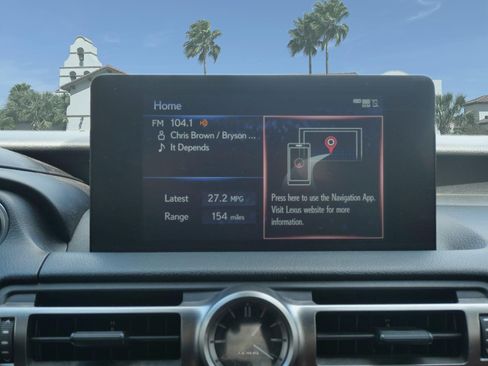 Home
FM 104.1
Chris Brown / Bryson ...
It Depends
Latest 27.2 MPG
Range 154 miles
Press here to use the Navigation App.
Visit Lexus website for more
information.